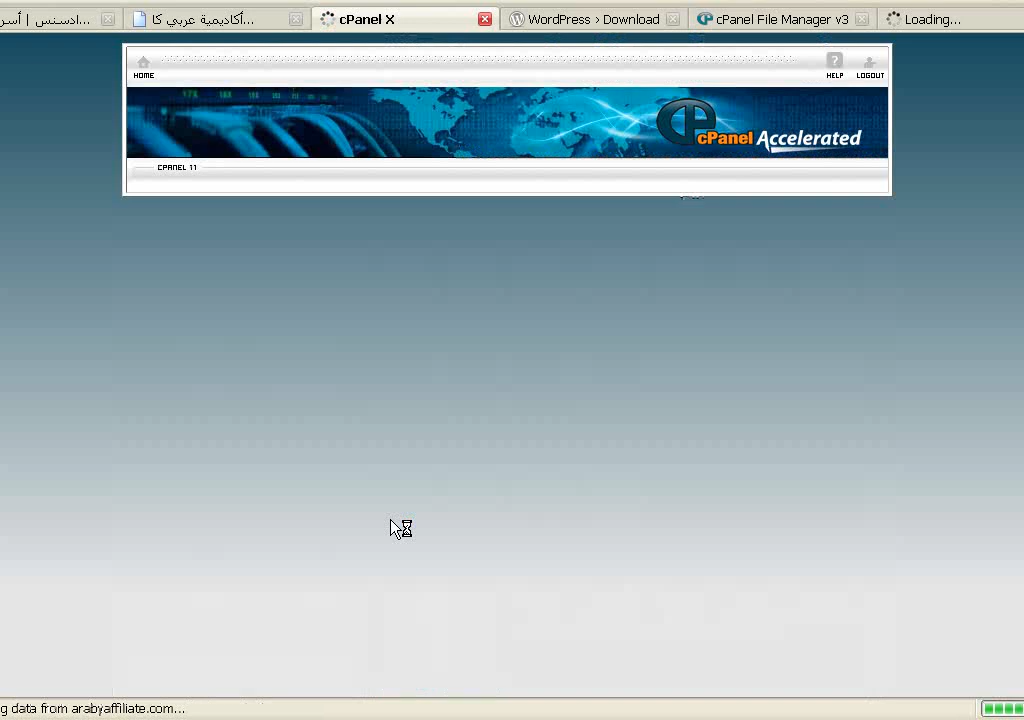 ادسنس | أسر...
أكاديمية عربي كا...
cPanel X
WordPress › Download
cPanel File Manager v3
Loading...
HOME
HELP
LOGOUT
cPanel Accelerated
CPANEL 11
g data from arabyaffiliate.com...